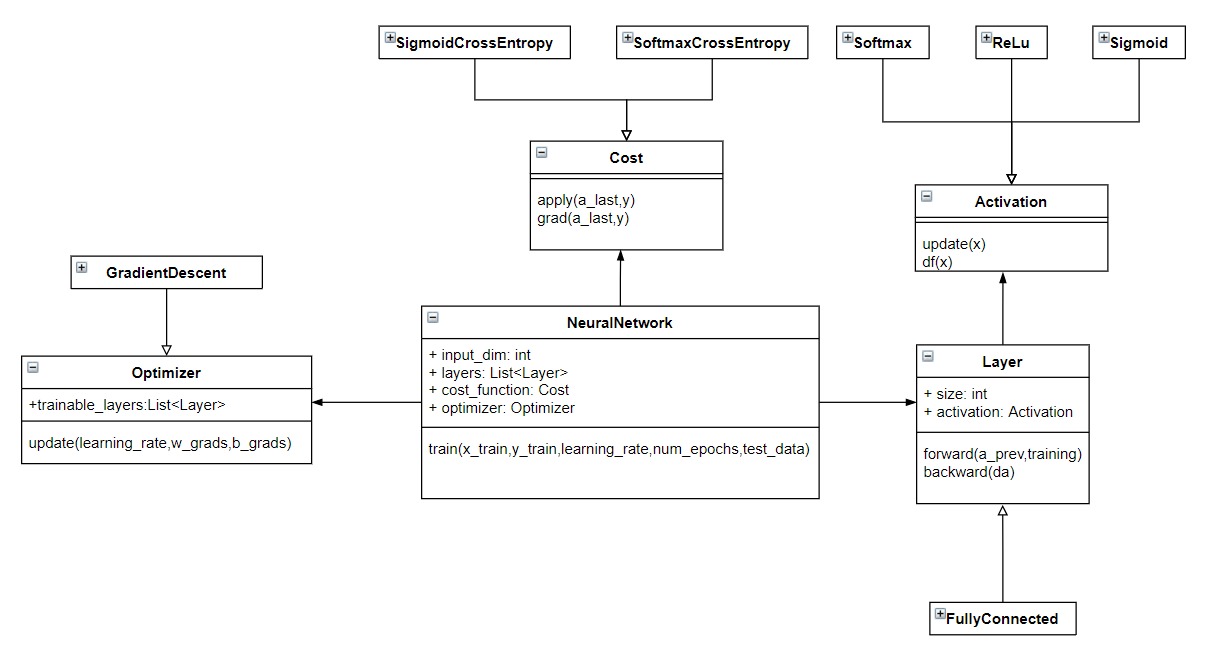 SigmoidCrossEntropy
SoftmaxCrossEntropy
Softmax
ReLu
Sigmoid
Cost
apply(a_last,y)
grad(a_last,y)
Activation
update(x)
df(x)
GradientDescent
NeuralNetwork
+ input_dim: int
+ layers: List<Layer>
+ cost_function: Cost
+ optimizer: Optimizer
train(x_train,y_train,learning_rate,num_epochs,test_data)
Optimizer
+trainable_layers:List<Layer>
update(learning_rate,w_grads,b_grads)
Layer
+ size: int
+ activation: Activation
forward(a_prev,training)
backward(da)
FullyConnected